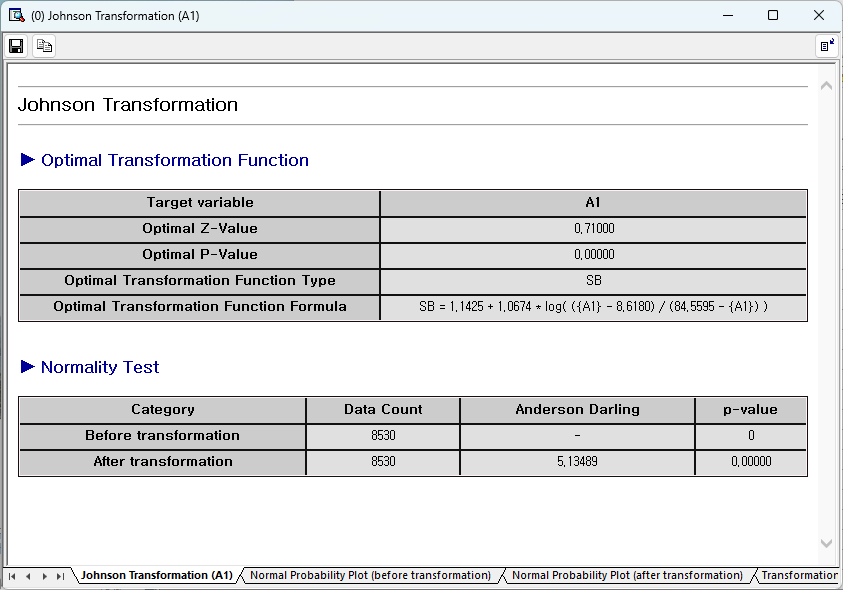 (0) Johnson Transformation (A1)
Johnson Transformation
Optimal Transformation Function
Target variable A1
Optimal Z-Value 0,71000
Optimal P-Value 0,00000
Optimal Transformation Function Type SB
Optimal Transformation Function Formula SB = 1,1425 + 1,0674 * log( ({A1} - 8,6180) / (84,5595 - {A1}) )
Normality Test
Category Data Count Anderson Darling p-value
Before transformation 8530 - 0
After transformation 8530 5,13489 0,00000
Johnson Transformation (A1) Normal Probability Plot (before transformation) Normal Probability Plot (after transformation) Transformation